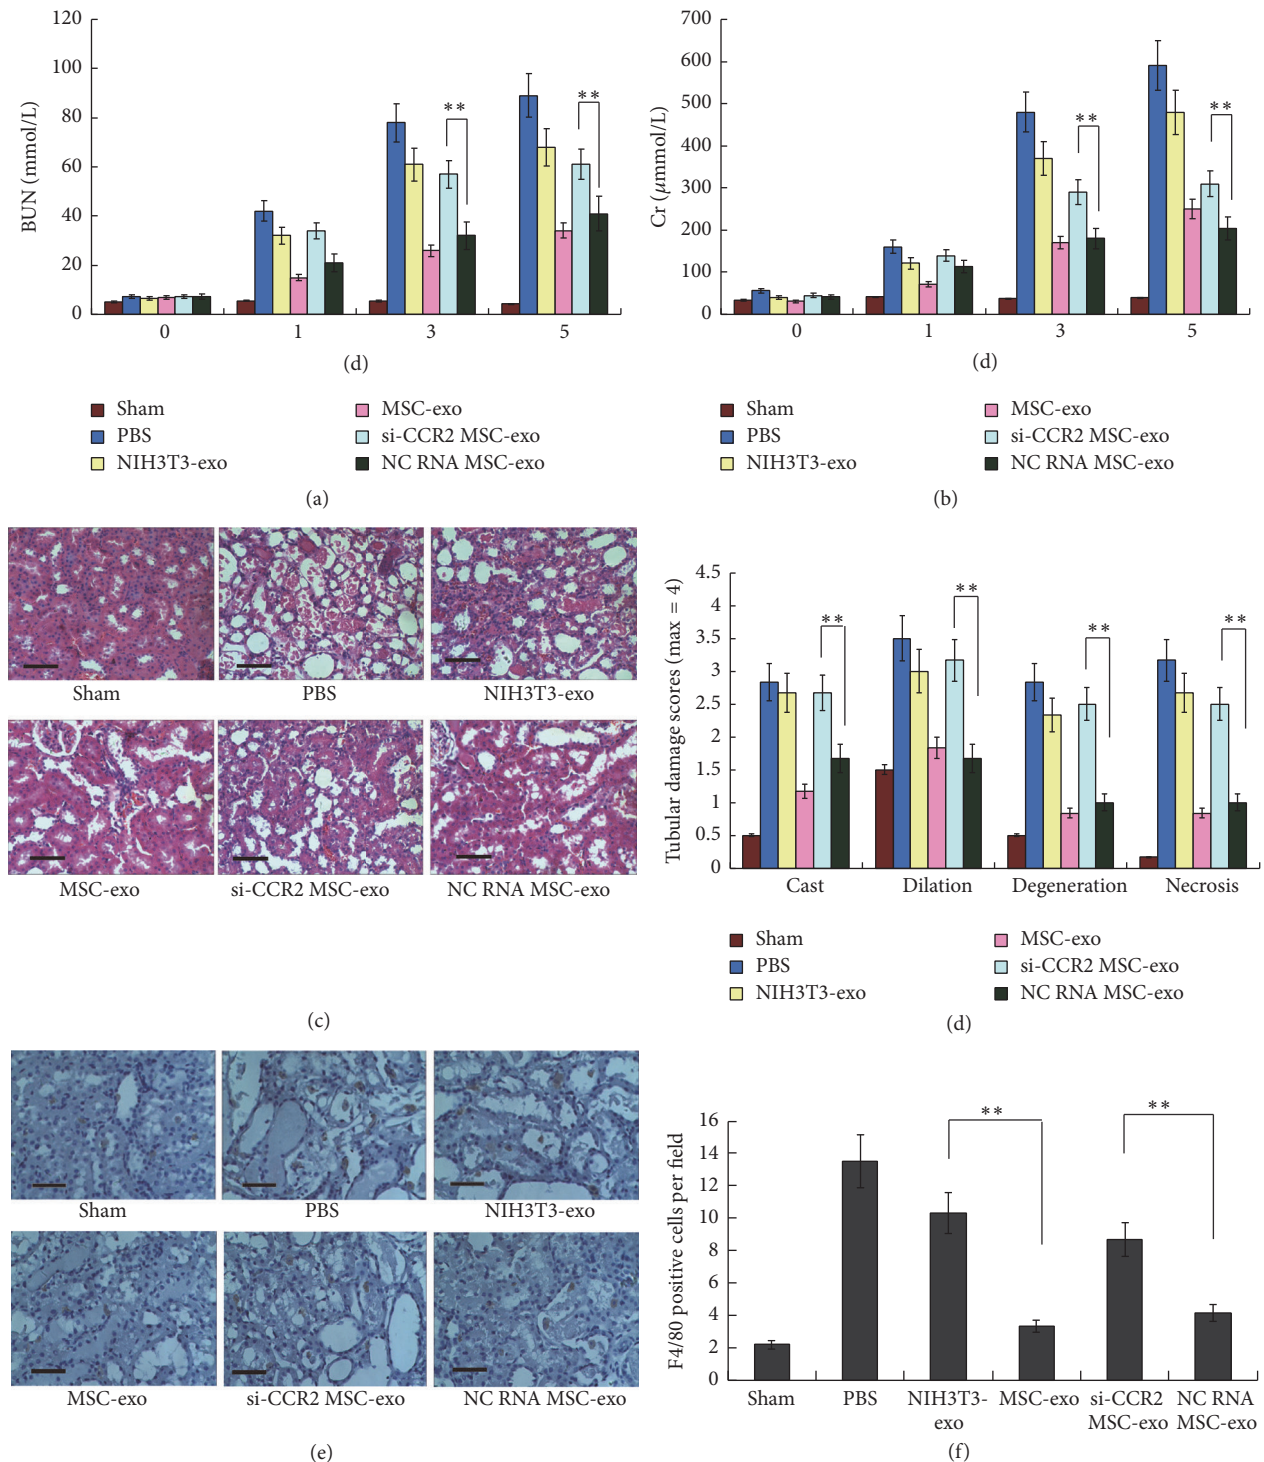 120
100
80
60
40
20
0
BUN (mmol/L)
**
**
0 1 3 5
(d)
Sham
PBS
NIH3T3-exo
MSC-exo
si-CCR2 MSC-exo
NC RNA MSC-exo
(a)
700
600
500
400
300
200
100
0
Cr (μmmol/L)
**
**
0 1 3 5
(d)
Sham
PBS
NIH3T3-exo
MSC-exo
si-CCR2 MSC-exo
NC RNA MSC-exo
(b)
Sham PBS NIH3T3-exo
MSC-exo si-CCR2 MSC-exo NC RNA MSC-exo
(c)
4.5
4
3.5
3
2.5
2
1.5
1
0.5
0
Tubular damage scores (max = 4)
**
**
**
**
Cast Dilation Degeneration Necrosis
Sham
PBS
NIH3T3-exo
MSC-exo
si-CCR2 MSC-exo
NC RNA MSC-exo
(d)
Sham PBS NIH3T3-exo
MSC-exo si-CCR2 MSC-exo NC RNA MSC-exo
(e)
16
14
12
10
8
6
4
2
0
F4/80 positive cells per field
**
**
Sham PBS NIH3T3- MSC-exo si-CCR2 NC RNA
exo MSC-exo MSC-exo
(f)